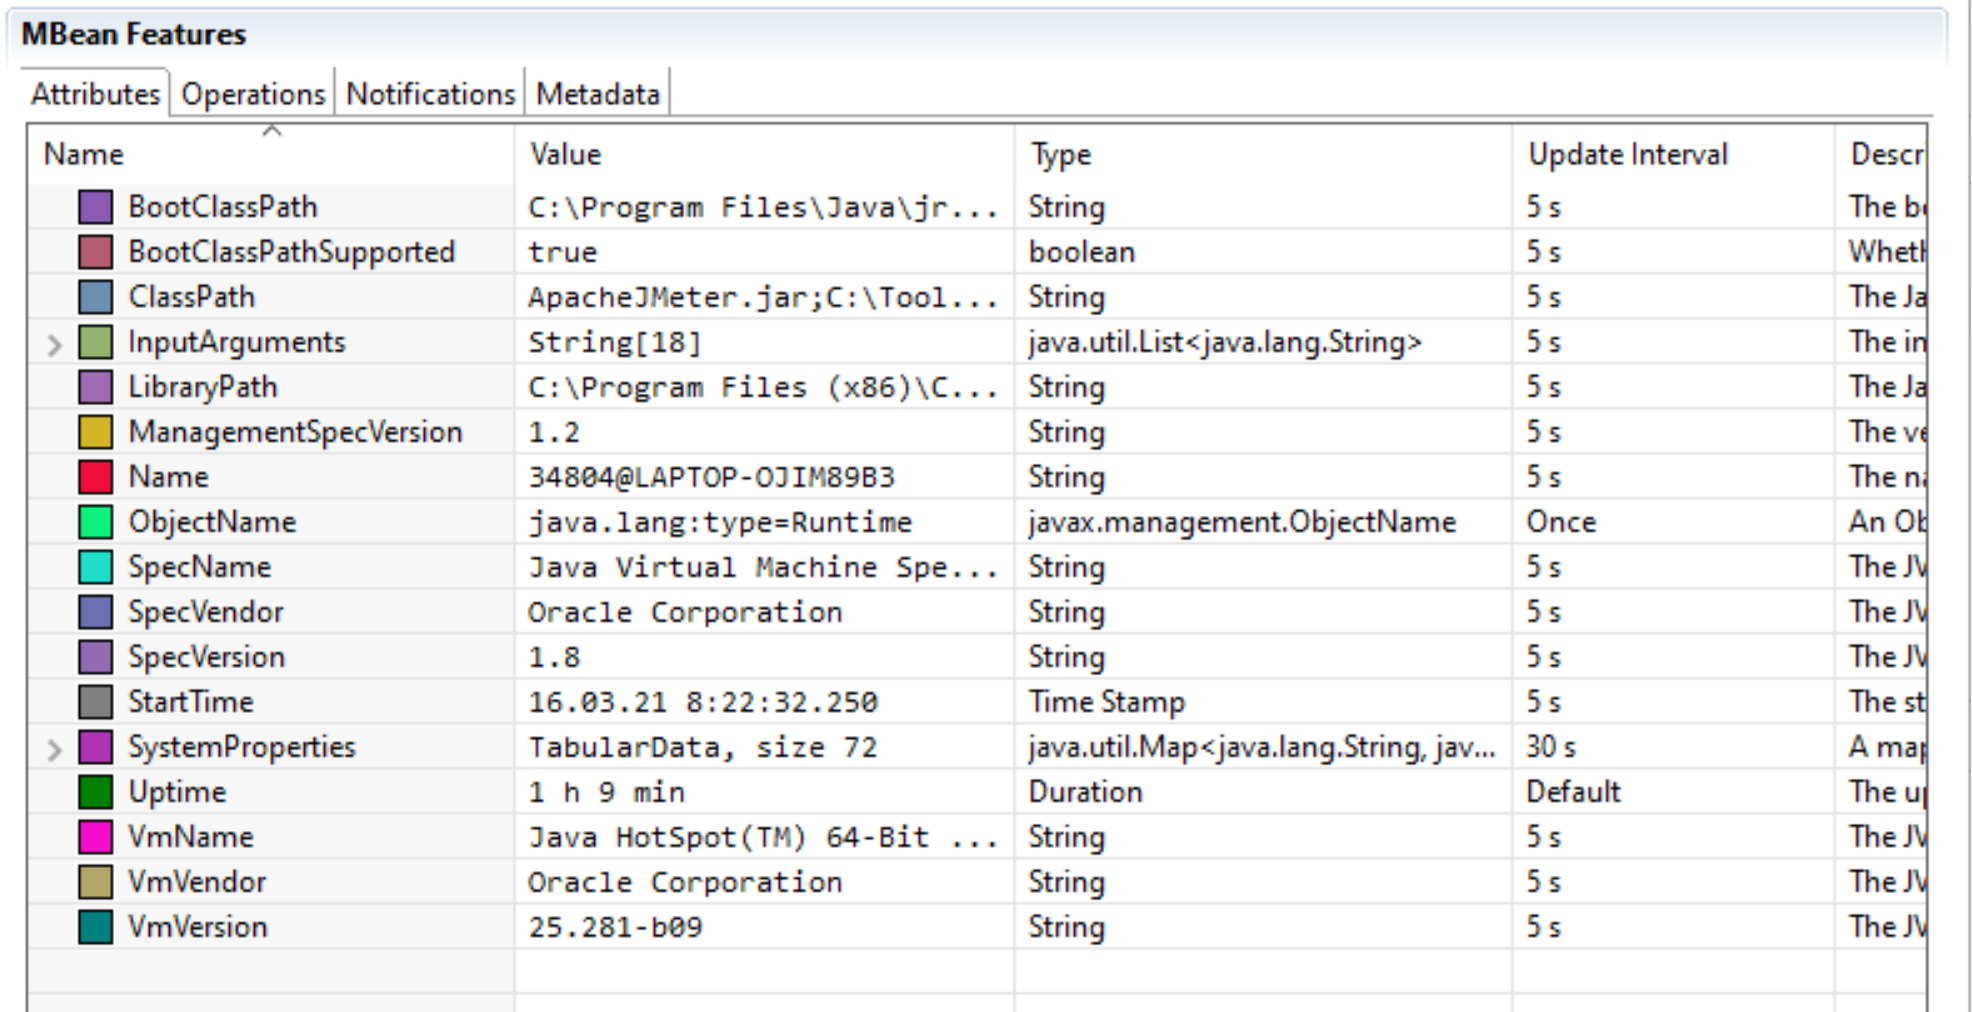 MBean Features
Attributes Operations Notifications Metadata
Name Value Type Update Interval Descr
BootClassPath C:\Program Files\Java\jr... String 5 s The
BootClassPathSupported true boolean 5 s Wheth
ClassPath ApacheJMeter.jar;C:\Tool... String 5 s The Ja
InputArguments String[18] java.util.List<java.lang.String> 5 s The in
LibraryPath C:\Program Files (x86)\C... String 5 s The Ja
ManagementSpecVersion 1.2 String 5 s The ve
Name 34804@LAPTOP-OJIM89B3 String 5 s The na
ObjectName java.lang:type=Runtime javax.management.ObjectName Once An Ob
SpecName Java Virtual Machine Spe... String 5 s The JV
SpecVendor Oracle Corporation String 5 s The JV
SpecVersion 1.8 String 5 s The JV
StartTime 16.03.21 8:22:32.250 Time Stamp 5 s The st
SystemProperties TabularData, size 72 java.util.Map<java.lang.String, jav... 30 s A map
Uptime 1 h 9 min Duration Default The up
VmName Java HotSpot(TM) 64-Bit ... String 5 s The JV
VmVendor Oracle Corporation String 5 s The JV
VmVersion 25.281-b09 String 5 s The JV